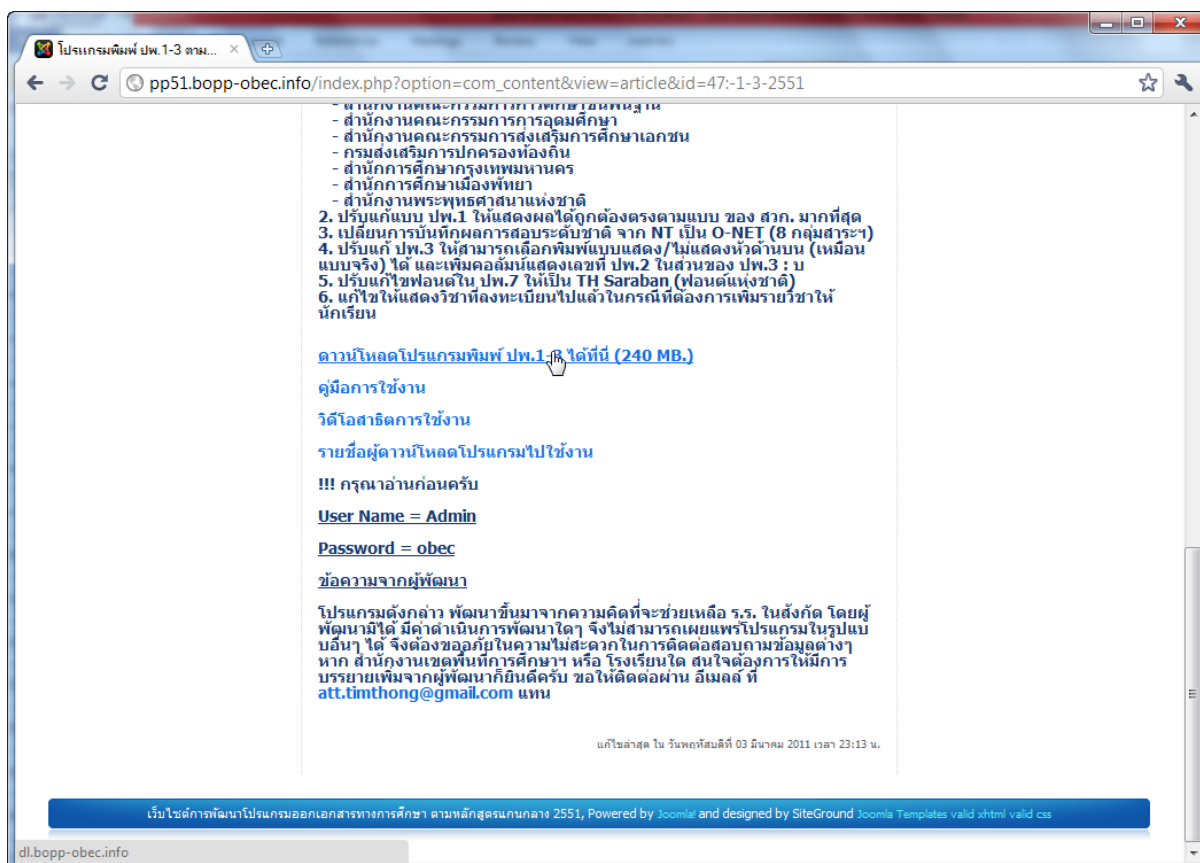 โปรแกรมพิมพ์ ปพ.1-3 ตาม...
pp51.bopp-obec.info/index.php?option=com_content&view=article&id=47:-1-3-2551
- สำนักงานคณะกรรมการการศึกษาขั้นพื้นฐาน
- สำนักงานคณะกรรมการการอุดมศึกษา
- สำนักงานคณะกรรมการส่งเสริมการศึกษาเอกชน
- กรมส่งเสริมการปกครองท้องถิ่น
- สำนักการศึกษากรุงเทพมหานคร
- สำนักการศึกษาเมืองพัทยา
- สำนักงานพระพุทธศาสนาแห่งชาติ
2. ปรับแก้แบบ ปพ.1 ให้แสดงผลได้ถูกต้องตรงตามแบบ ของ สวก. มากที่สุด
3. เปลี่ยนการบันทึกผลการสอบระดับชาติ จาก NT เป็น O-NET (8 กลุ่มสาระฯ)
4. ปรับแก้ ปพ.3 ให้สามารถเลือกพิมพ์แบบแสดง/ไม่แสดงหัวด้านบน (เหมือน
แบบจริง) ได้ และเพิ่มคอลัมน์แสดงเลขที่ ปพ.2 ในส่วนของ ปพ.3 : บ
5. ปรับแก้ไขฟอนต์ใน ปพ.7 ให้เป็น TH Saraban (ฟอนต์แห่งชาติ)
6. แก้ไขให้แสดงวิชาที่ลงทะเบียนไปแล้วในกรณีที่ต้องการเพิ่มรายวิชาให้
นักเรียน
ดาวน์โหลดโปรแกรมพิมพ์ ปพ.1-3 ได้ที่นี่ (240 MB.)
คู่มือการใช้งาน
วิดีโอสาธิตการใช้งาน
รายชื่อผู้ดาวน์โหลดโปรแกรมไปใช้งาน
!!! กรุณาอ่านก่อนครับ
User Name = Admin
Password = obec
ข้อความจากผู้พัฒนา
โปรแกรมดังกล่าว พัฒนาขึ้นมาจากความคิดที่จะช่วยเหลือ ร.ร. ในสังกัด โดยผู้
พัฒนามิได้ มีค่าดำเนินการพัฒนาใดๆ จึงไม่สามารถเผยแพร่โปรแกรมในรูปแบ
บอื่นๆ ได้ จึงต้องขออภัยในความไม่สะดวกในการติดต่อสอบถามข้อมูลต่างๆ
หาก สำนักงานเขตพื้นที่การศึกษาฯ หรือ โรงเรียนใด สนใจต้องการให้มีการ
บรรยายเพิ่มจากผู้พัฒนาก็ยินดีครับ ขอให้ติดต่อผ่าน อีเมลล์ ที่
att.timthong@gmail.com แทน
แก้ไขล่าสุด ใน วันพฤหัสบดีที่ 03 มีนาคม 2011 เวลา 23:13 น.
เว็บไซต์การพัฒนาโปรแกรมออกเอกสารทางการศึกษา ตามหลักสูตรแกนกลาง 2551, Powered by Joomla! and designed by SiteGround Joomla Templates valid xhtml valid css
dl.bopp-obec.info